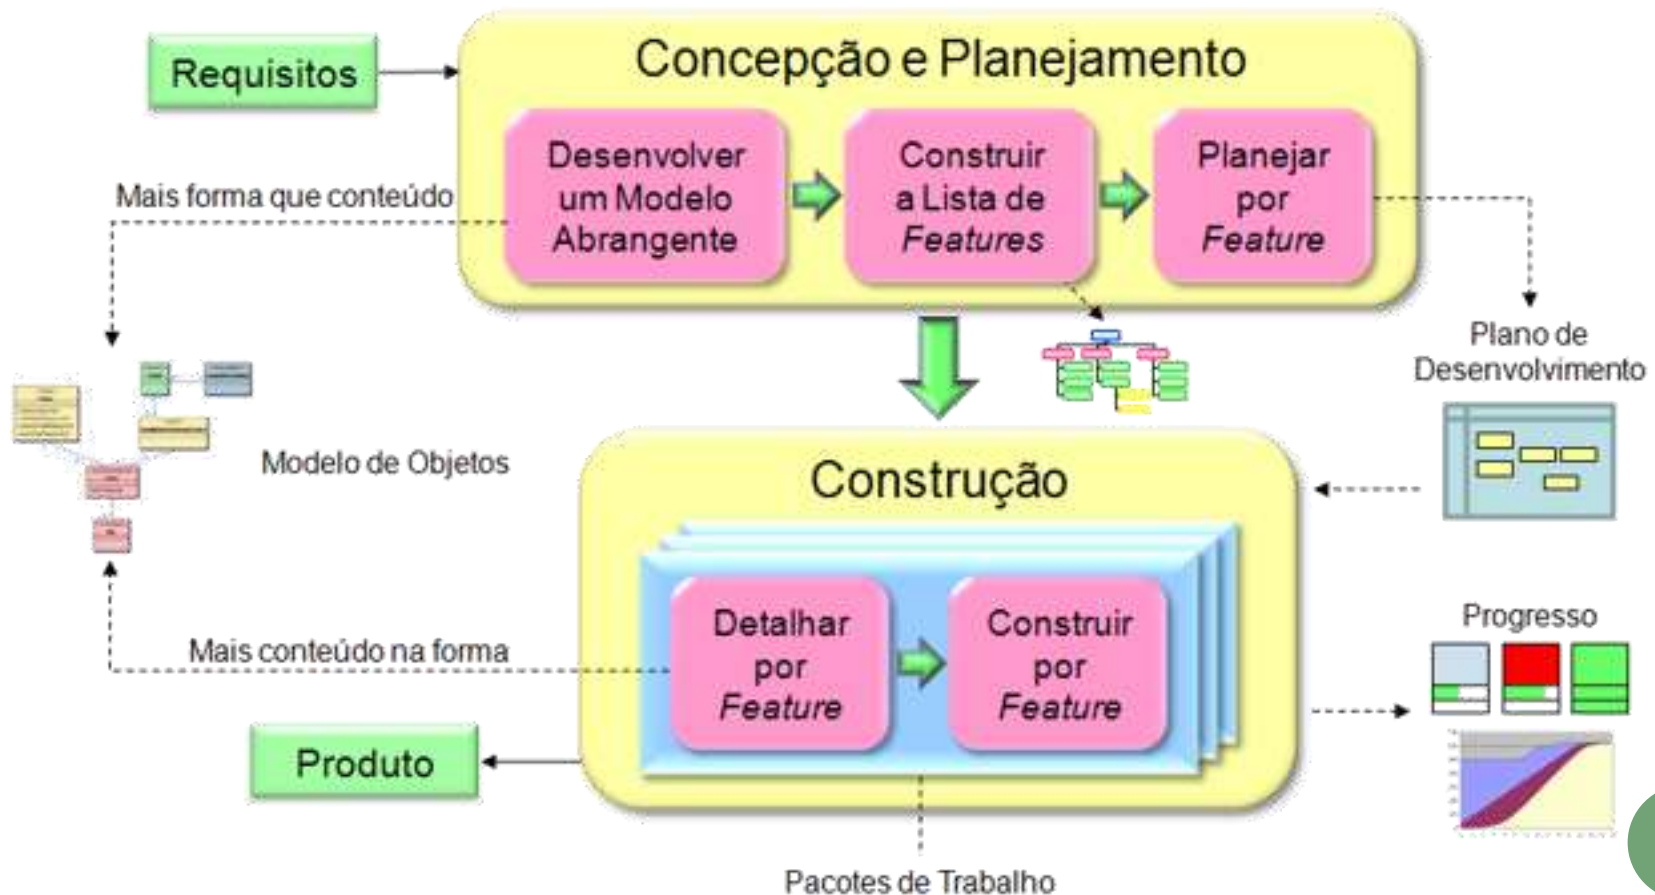 Requisitos
Concepção e Planejamento
Desenvolver
um Modelo
Abrangente
Construir
a Lista de
Features
Planejar
por
Feature
Mais forma que conteúdo
Plano de
Desenvolvimento
Modelo de Objetos
Construção
Detalhar
por
Feature
Construir
por
Feature
Mais conteúdo na forma
Progresso
Produto
Pacotes de Trabalho